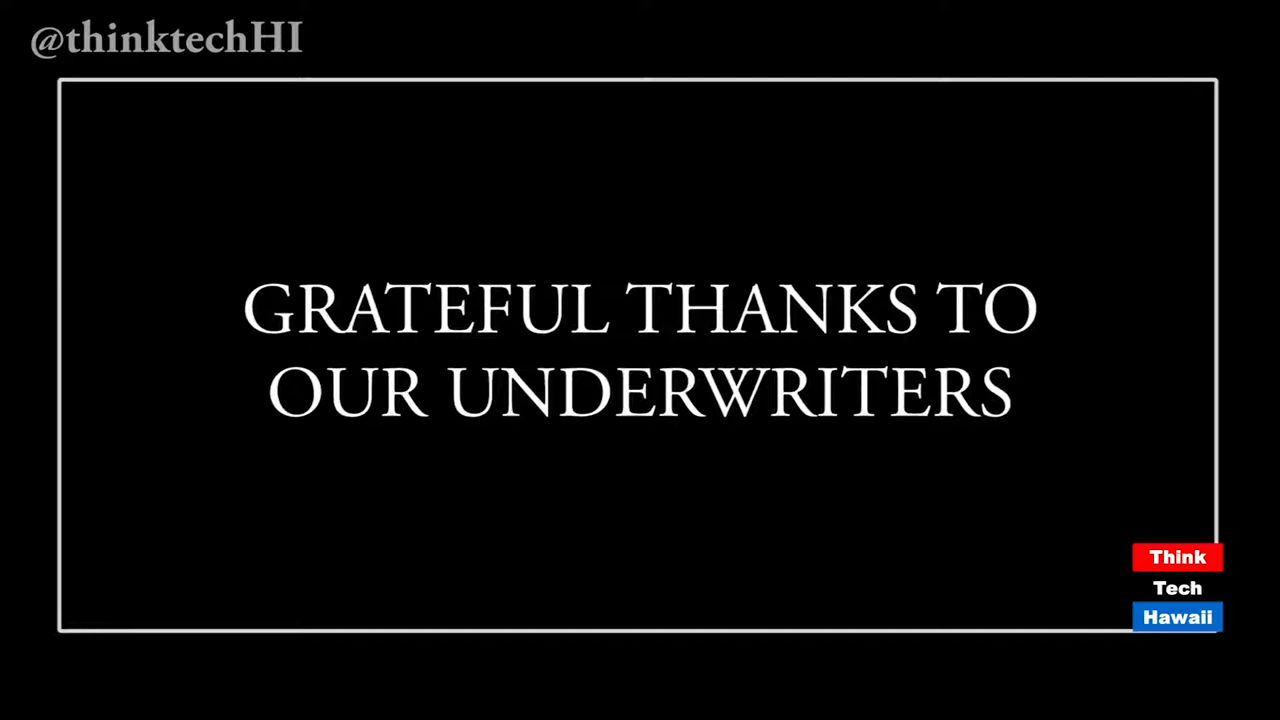 @thinktechHI
GRATEFUL THANKS TO
OUR UNDERWRITERS
Think
Tech
Hawaii